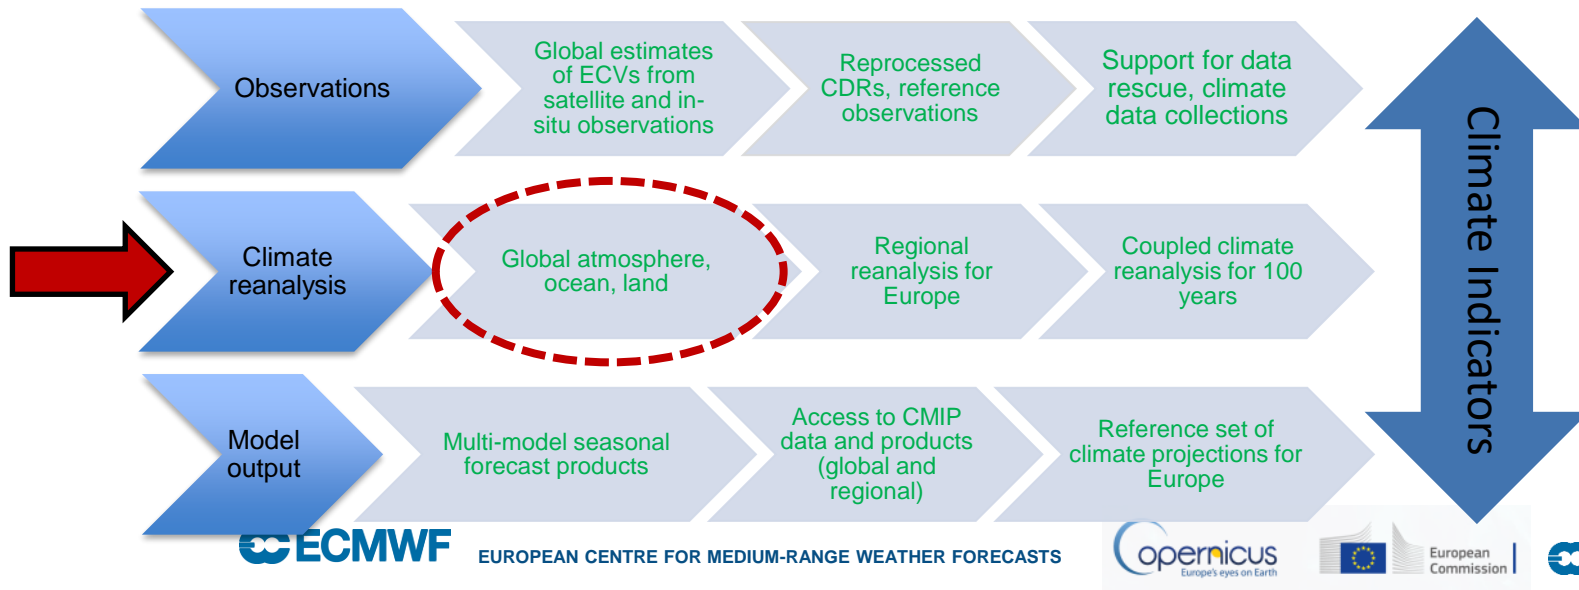 Observations
Global estimates
of ECVs from
satellite and in-
situ observations
Reprocessed
CDRs, reference
observations
Support for data
rescue, climate
data collections
Climate
reanalysis
Global atmosphere,
ocean, land
Regional
reanalysis for
Europe
Coupled climate
reanalysis for 100
years
Model
output
Multi-model seasonal
forecast products
Access to CMIP
data and products
(global and
regional)
Reference set of
climate projections for
Europe
Climate Indicators
ECMWF
EUROPEAN CENTRE FOR MEDIUM-RANGE WEATHER FORECASTS
opernicus
Europe's eyes on Earth
European
Commission